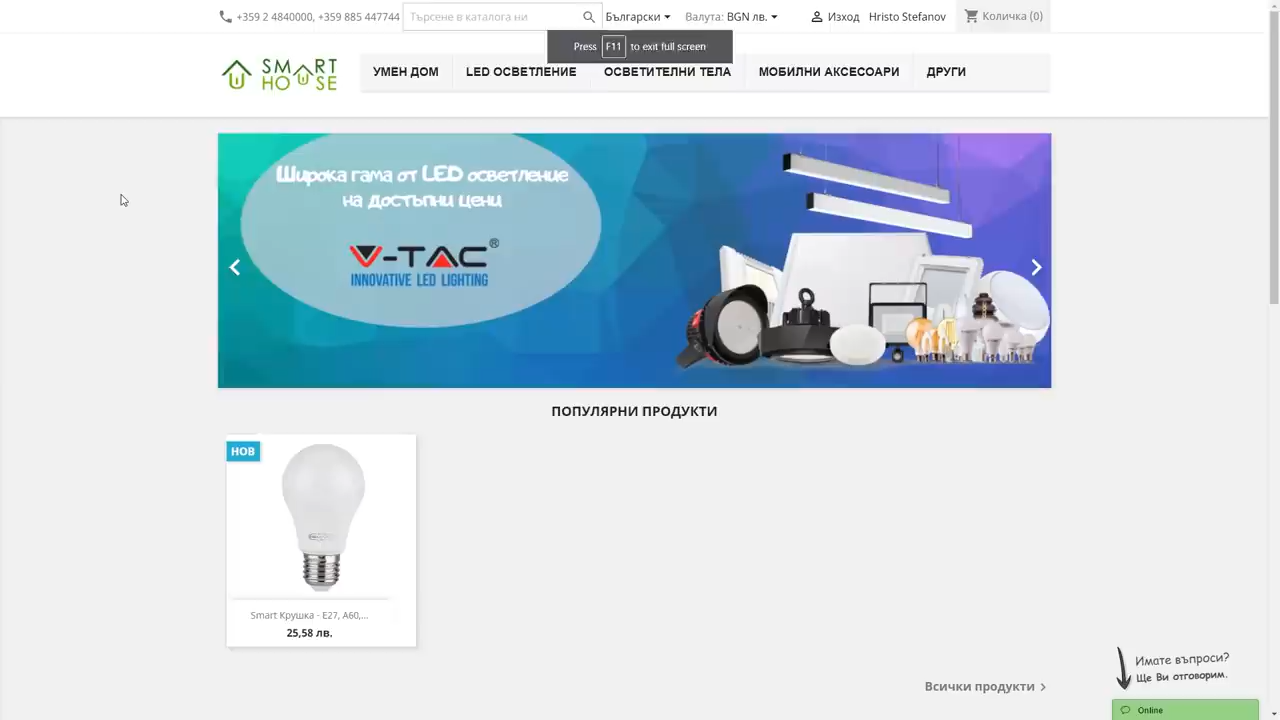 +359 2 4840000, +359 885 447744 Търсене в каталога ни Български Валута: BGN лв. Изход Hristo Stefanov Количка (0)
Press F11 to exit full screen
SMART HOUSE
УМЕН ДОМ LED ОСВЕТЛЕНИЕ ОСВЕТИТЕЛНИ ТЕЛА МОБИЛНИ АКСЕСОАРИ ДРУГИ
Широка гама от LED осветление
на достъпни цени
V-TAC®
INNOVATIVE LED LIGHTING
ПОПУЛЯРНИ ПРОДУКТИ
НОВ
Smart Крушка - E27, A60,...
25,58 лв.
Всички продукти
Имате въпроси?
Ще Ви отговорим.
Online